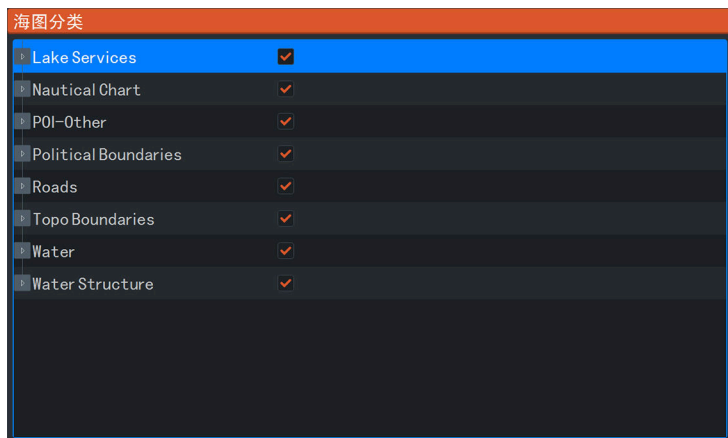 海图分类
Lake Services
Nautical Chart
POI-Other
Political Boundaries
Roads
Topo Boundaries
Water
Water Structure